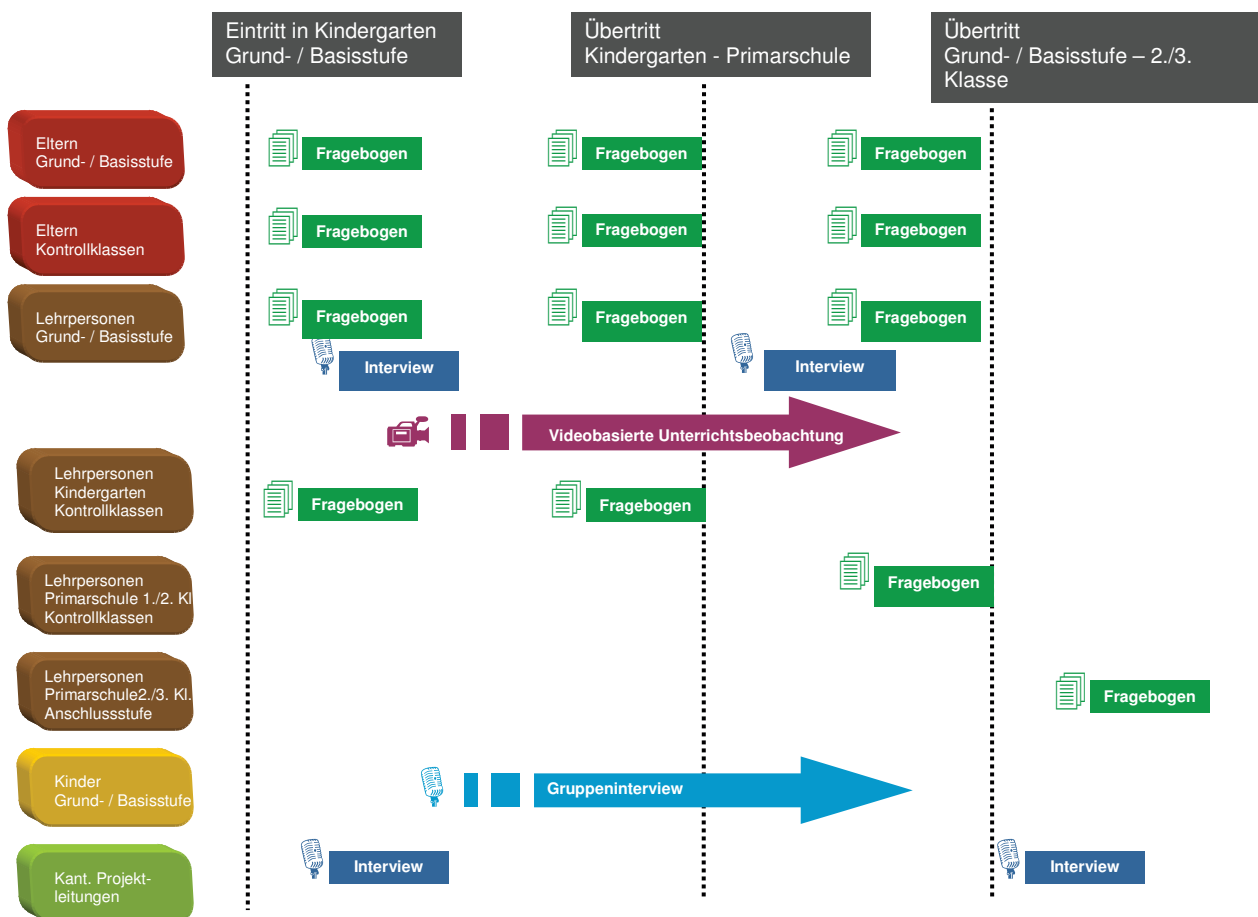 Eintritt in Kindergarten
Grund- / Basisstufe
Übertritt
Kindergarten - Primarschule
Übertritt
Grund- / Basisstufe – 2./3.
Klasse
Eltern
Grund- / Basisstufe
Fragebogen
Fragebogen
Fragebogen
Eltern
Kontrollklassen
Fragebogen
Fragebogen
Fragebogen
Lehrpersonen
Grund- / Basisstufe
Fragebogen
Fragebogen
Fragebogen
Interview
Interview
Videobasierte Unterrichtsbeobachtung
Lehrpersonen
Kindergarten
Kontrollklassen
Fragebogen
Fragebogen
Lehrpersonen
Primarschule 1./2. Kl
Kontrollklassen
Fragebogen
Lehrpersonen
Primarschule2./3. Kl.
Anschlussstufe
Fragebogen
Kinder
Grund- / Basisstufe
Gruppeninterview
Kant. Projekt-
leitungen
Interview
Interview